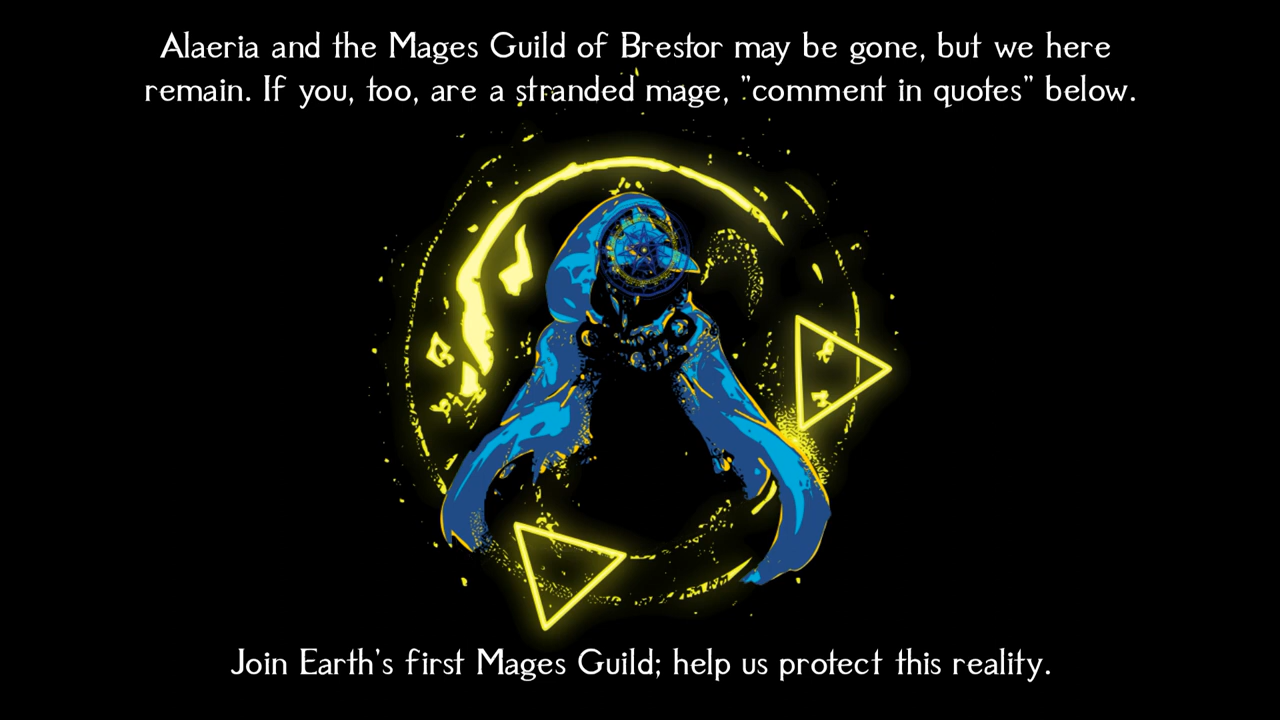 Alaeria and the Mages Guild of Brestor may be gone, but we here
remain. If you, too, are a stranded mage, "comment in quotes" below.
Join Earth's first Mages Guild; help us protect this reality.